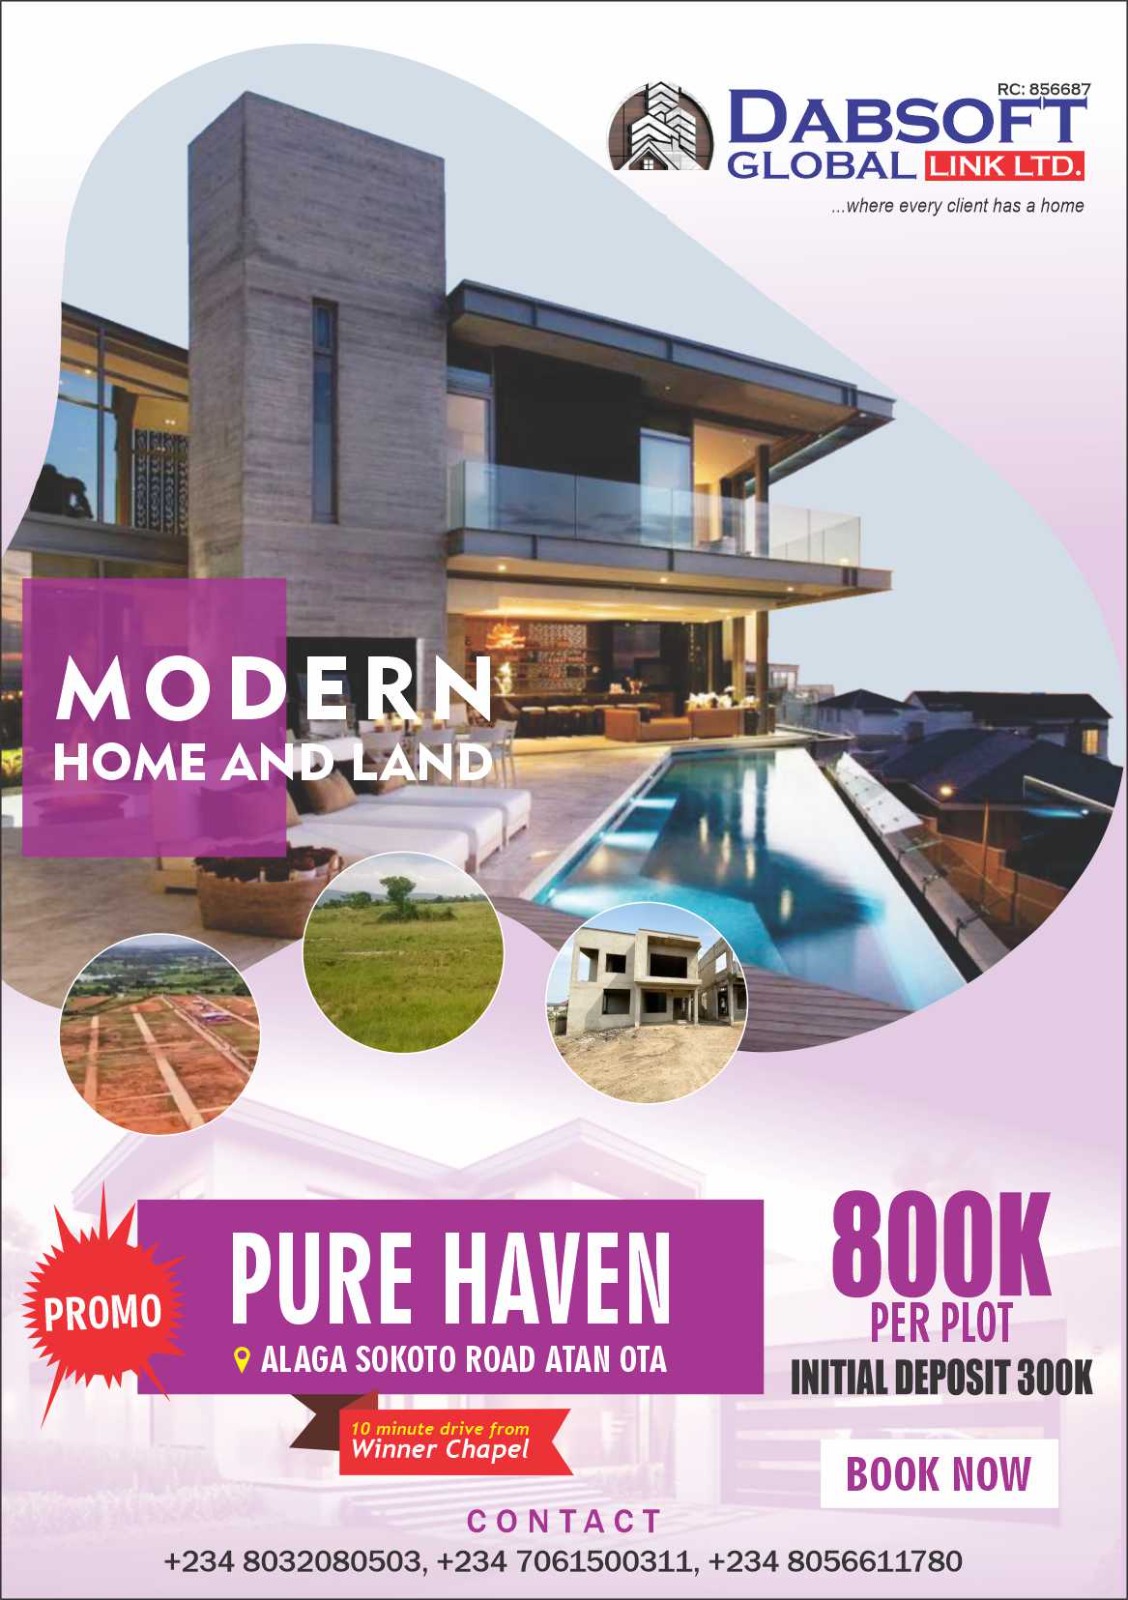 RC: 856687
DABSOFT
GLOBAL LINK LTD.
...where every client has a home
MODERN
HOME AND LAND
PROMO
PURE HAVEN
ALAGA SOKOTO ROAD ATAN OTA
10 minute drive from
Winner Chapel
800K
PER PLOT
INITIAL DEPOSIT 300K
BOOK NOW
CONTACT
+234 8032080503, +234 7061500311, +234 8056611780